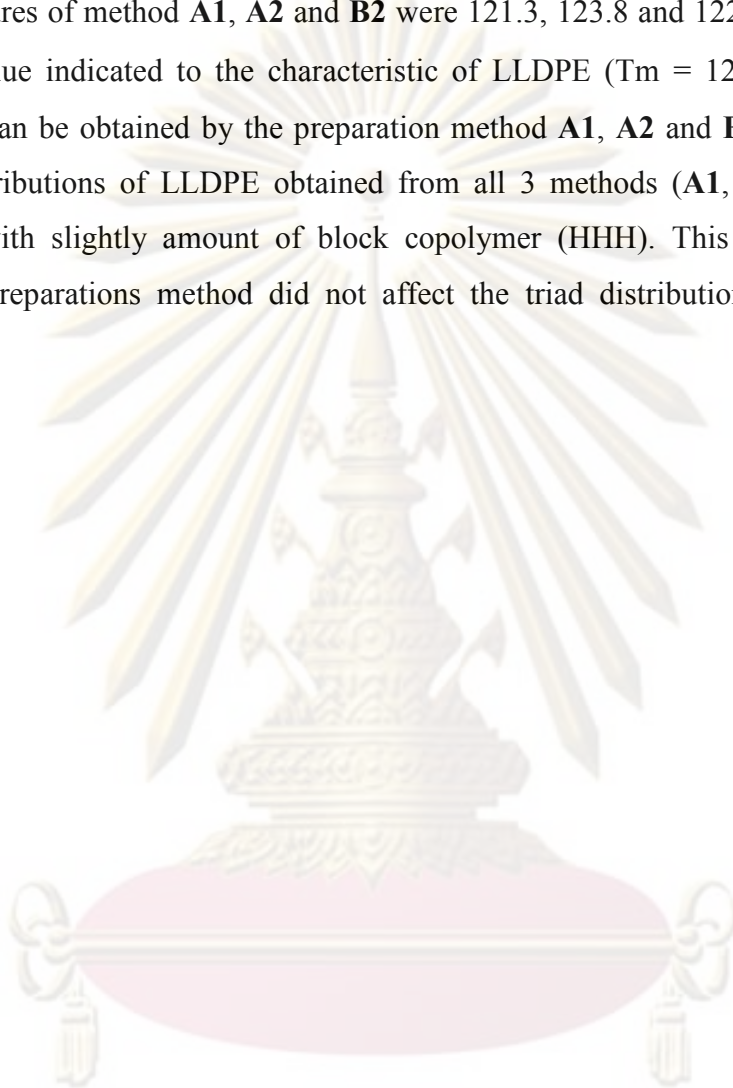 res of method A1, A2 and B2 were 121.3, 123.8 and 122
ue indicated to the characteristic of LLDPE (Tm = 12
an be obtained by the preparation method A1, A2 and B
ributions of LLDPE obtained from all 3 methods (A1,
with slightly amount of block copolymer (HHH). This
reparations method did not affect the triad distribution